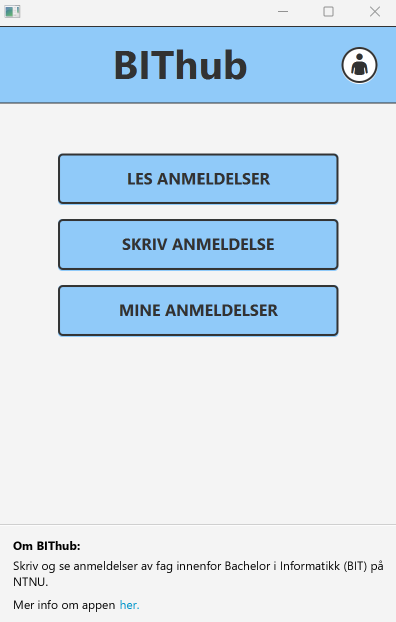 BIThub
LES ANMELDELSER
SKRIV ANMELDELSE
MINE ANMELDELSER
Om BIThub:
Skriv og se anmeldelser av fag innenfor Bachelor i Informatikk (BIT) på
NTNU.
Mer info om appen her.